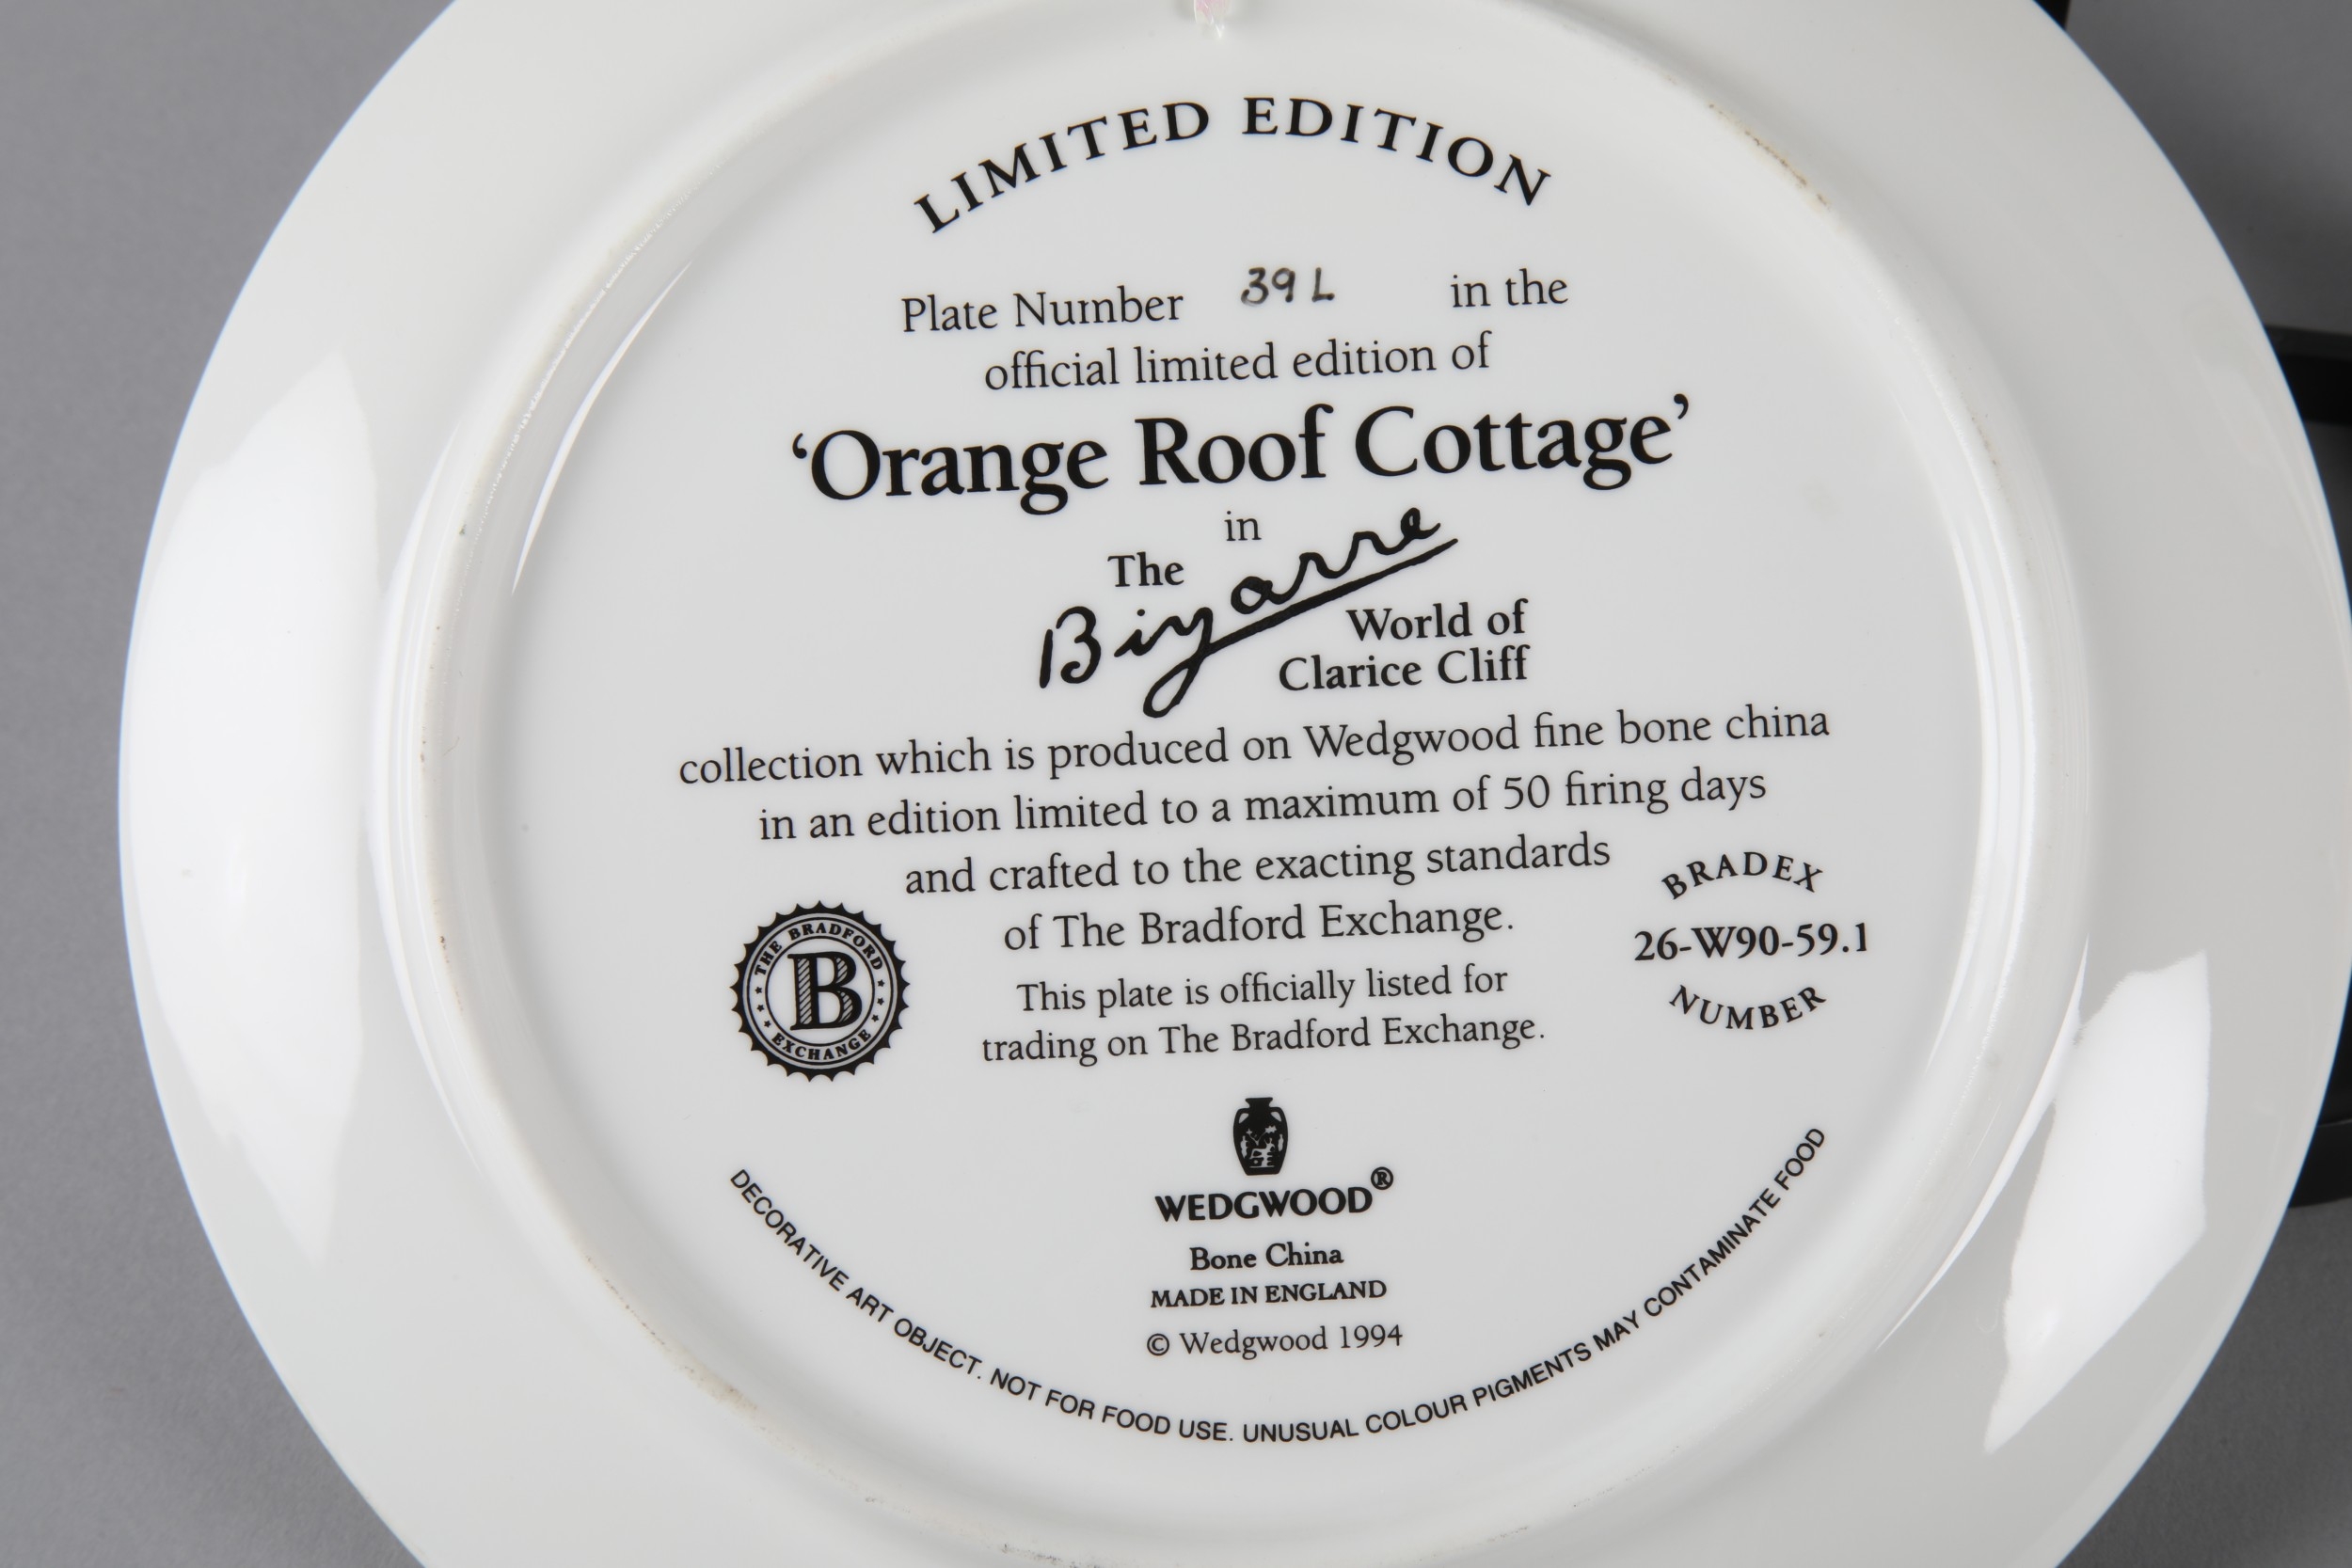 LIMITED EDITION
Plate Number 39L in the
official limited edition of
‘Orange Roof Cottage’
in
The
Bizarre
World of
Clarice Cliff
collection which is produced on Wedgwood fine bone china
in an edition limited to a maximum of 50 firing days
and crafted to the exacting standards
of The Bradford Exchange.
This plate is officially listed for
trading on The Bradford Exchange.
THE BRADFORD
B
EXCHANGE
BRADEX
26-W90-59.1
NUMBER
WEDGWOOD®
Bone China
MADE IN ENGLAND
© Wedgwood 1994
DECORATIVE ART OBJECT. NOT FOR FOOD USE. UNUSUAL COLOUR PIGMENTS MAY CONTAMINATE FOOD